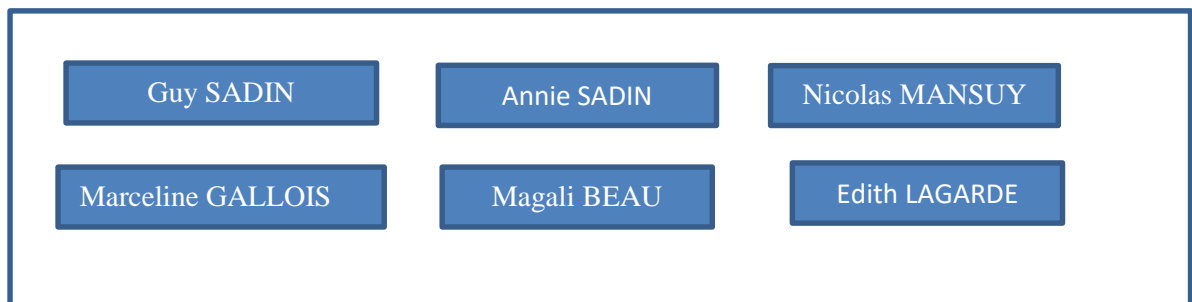 Guy SADIN
Annie SADIN
Nicolas MANSUY
Marceline GALLOIS
Magali BEAU
Edith LAGARDE